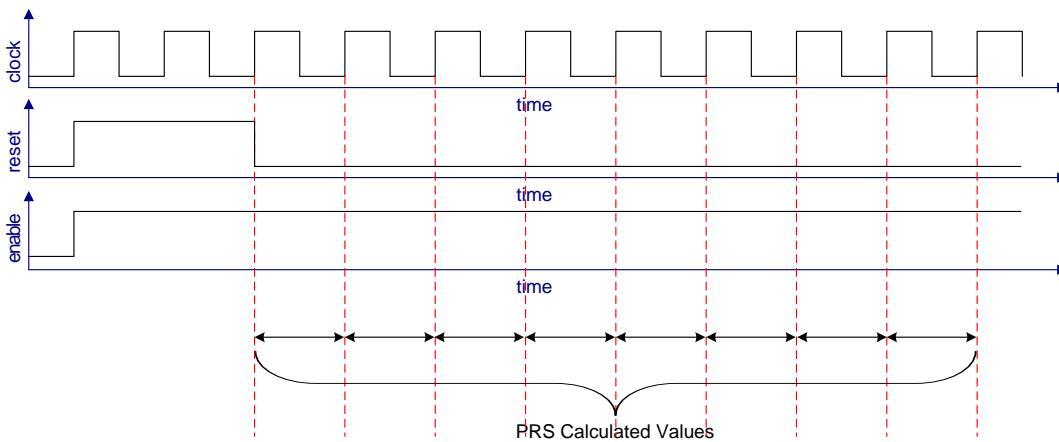 clock
time
reset
time
enable
time
PRS Calculated Values